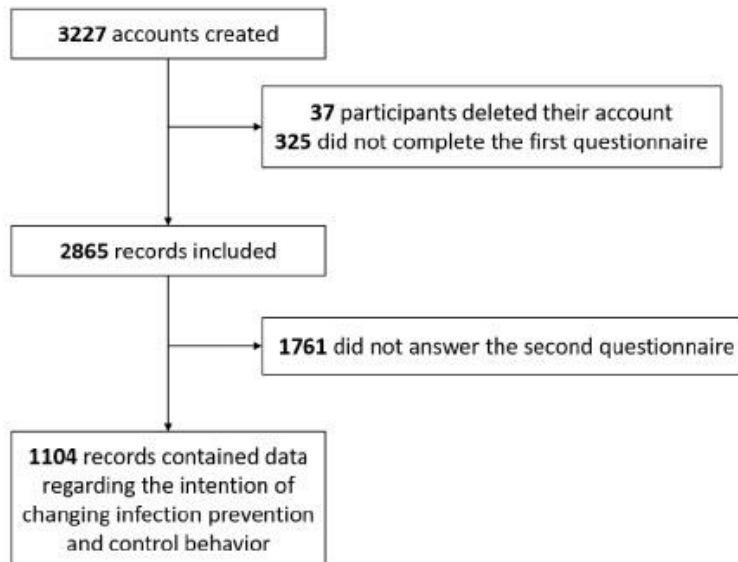 3227 accounts created
37 participants deleted their account
325 did not complete the first questionnaire
2865 records included
1761 did not answer the second questionnaire
1104 records contained data
regarding the intention of
changing infection prevention
and control behavior